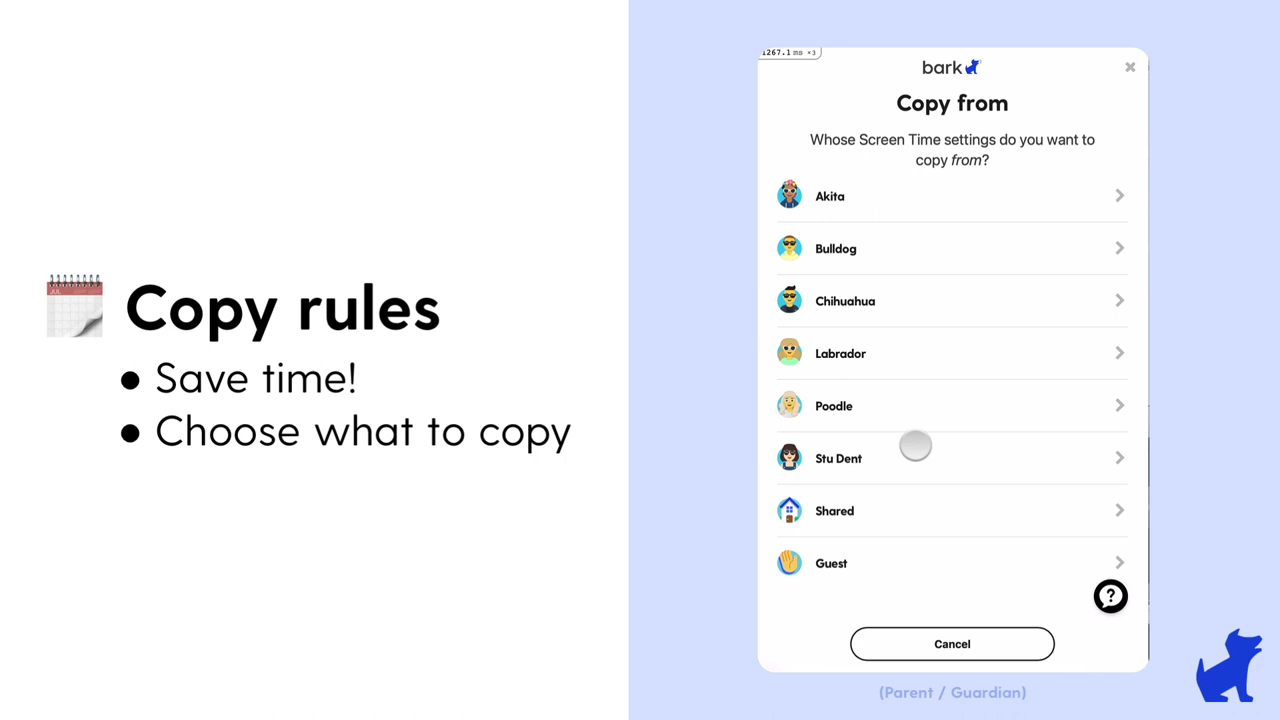 JUL
Copy rules
● Save time!
● Choose what to copy
1267.1 ms ×3
bark
×
Copy from
Whose Screen Time settings do you want to
copy from?
Akita
Bulldog
Chihuahua
Labrador
Poodle
Stu Dent
Shared
Guest
?
Cancel
(Parent / Guardian)